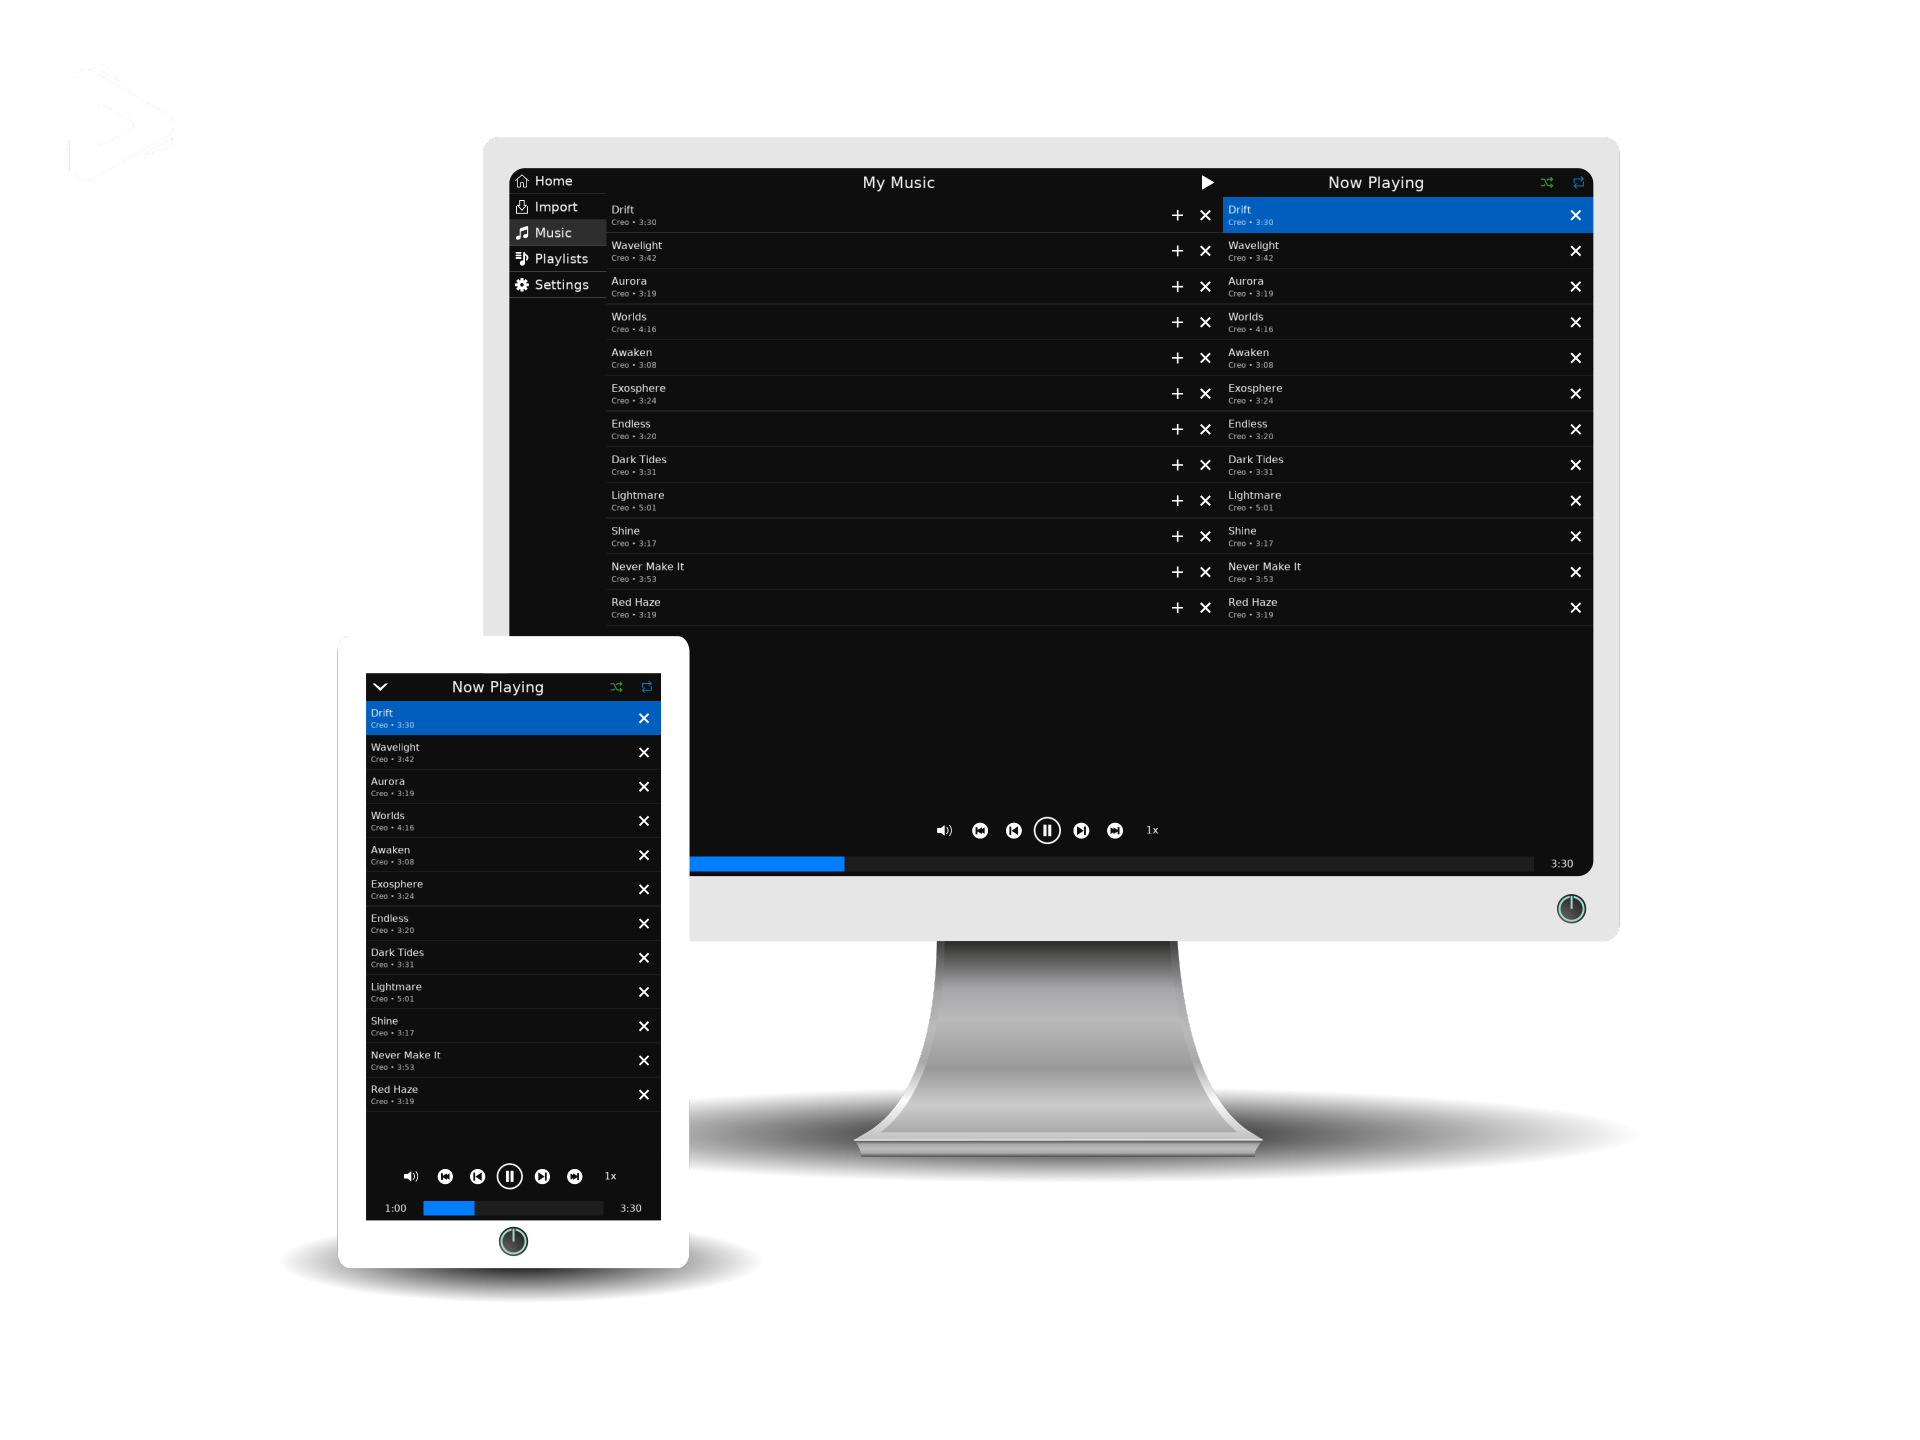 Home
Import
Music
Playlists
Settings
My Music
Drift
Creo • 3:30
Wavelight
Creo • 3:42
Aurora
Creo • 3:19
Worlds
Creo • 4:16
Awaken
Creo • 3:08
Exosphere
Creo • 3:24
Endless
Creo • 3:20
Dark Tides
Creo • 3:31
Lightmare
Creo • 5:01
Shine
Creo • 3:17
Never Make It
Creo • 3:53
Red Haze
Creo • 3:19
Now Playing
Drift
Creo • 3:30
Wavelight
Creo • 3:42
Aurora
Creo • 3:19
Worlds
Creo • 4:16
Awaken
Creo • 3:08
Exosphere
Creo • 3:24
Endless
Creo • 3:20
Dark Tides
Creo • 3:31
Lightmare
Creo • 5:01
Shine
Creo • 3:17
Never Make It
Creo • 3:53
Red Haze
Creo • 3:19
1x
3:30
Now Playing
Drift
Creo • 3:30
Wavelight
Creo • 3:42
Aurora
Creo • 3:19
Worlds
Creo • 4:16
Awaken
Creo • 3:08
Exosphere
Creo • 3:24
Endless
Creo • 3:20
Dark Tides
Creo • 3:31
Lightmare
Creo • 5:01
Shine
Creo • 3:17
Never Make It
Creo • 3:53
Red Haze
Creo • 3:19
1x
1:00
3:30